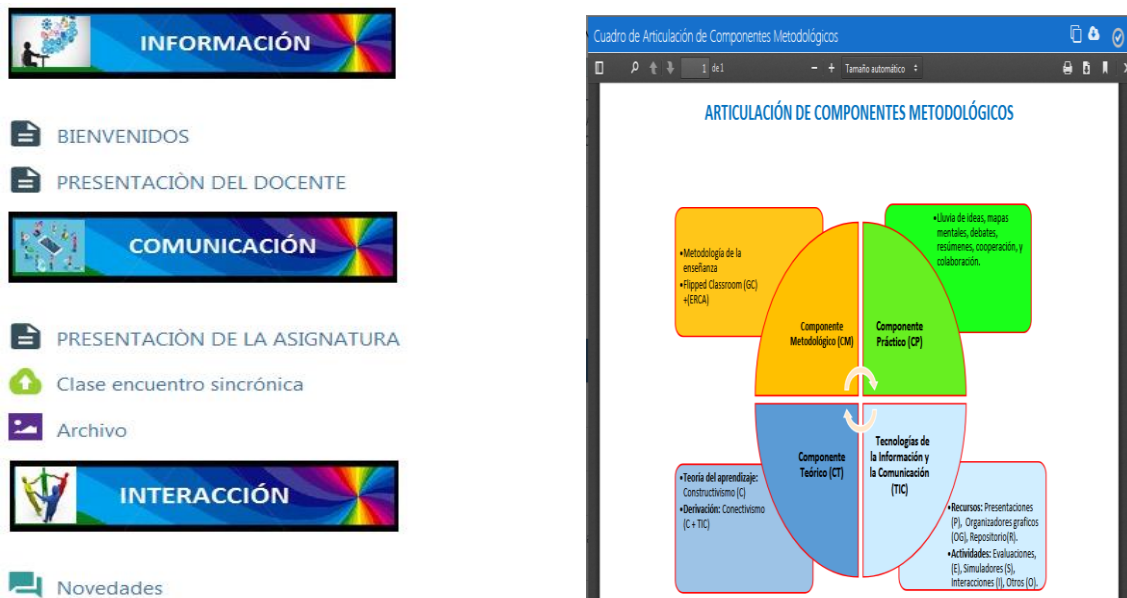 INFORMACIÓN
BIENVENIDOS
PRESENTACIÒN DEL DOCENTE
COMUNICACIÓN
PRESENTACIÒN DE LA ASIGNATURA
Clase encuentro sincrónica
Archivo
INTERACCIÓN
Novedades
Cuadro de Articulación de Componentes Metodológicos
1 de 1
Tamaño automático
ARTICULACIÓN DE COMPONENTES METODOLÓGICOS
•Metodología de la
enseñanza
•Flipped Classroom (GC)
+(ERCA)
•Lluvia de ideas, mapas
mentales, debates,
resúmenes, cooperación, y
colaboración.
Componente
Metodológico (CM)
Componente
Práctico (CP)
Componente
Teórico (CT)
Tecnologías de
la Información y
la Comunicación
(TIC)
•Teoría del aprendizaje:
Constructivismo (C)
•Derivación: Conectivismo
(C + TIC)
•Recursos: Presentaciones
(P), Organizadores graficos
(OG), Repositorio(R).
•Actividades: Evaluaciones,
(E), Simuladores (S),
Interacciones (I), Otros (O).